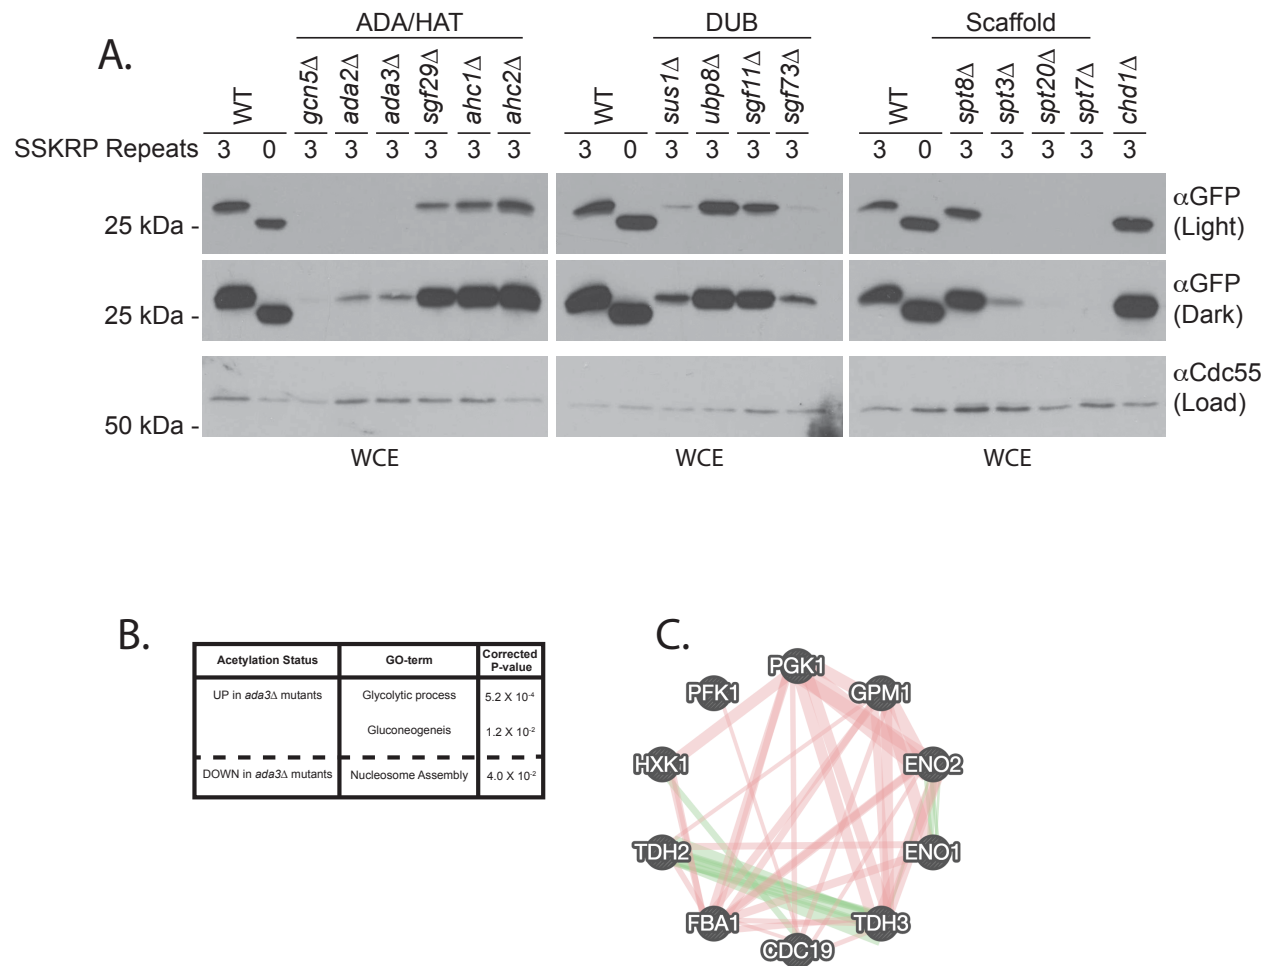 A.
ADA/HAT DUB Scaffold
WT gcn5Δ ada2Δ ada3Δ sgf29Δ ahc1Δ ahc2Δ WT sus1Δ ubp8Δ sgf11Δ sgf73Δ WT spt8Δ spt3Δ spt20Δ spt7Δ chd1Δ
SSKRP Repeats 3 0 3 3 3 3 3 3 3 0 3 3 3 3 3 0 3 3 3 3 3
25 kDa - αGFP
(Light)
25 kDa - αGFP
(Dark)
αCdc55
(Load)
50 kDa -
WCE WCE WCE
B.
Acetylation Status GO-term Corrected
P-value
UP in ada3Δ mutants Glycolytic process 5.2 X 10⁻⁴
Gluconeogeneis 1.2 X 10⁻²
DOWN in ada3Δ mutants Nucleosome Assembly 4.0 X 10⁻²
C.
PGK1
PFK1 GPM1
HXK1 ENO2
TDH2 ENO1
FBA1 TDH3
CDC19